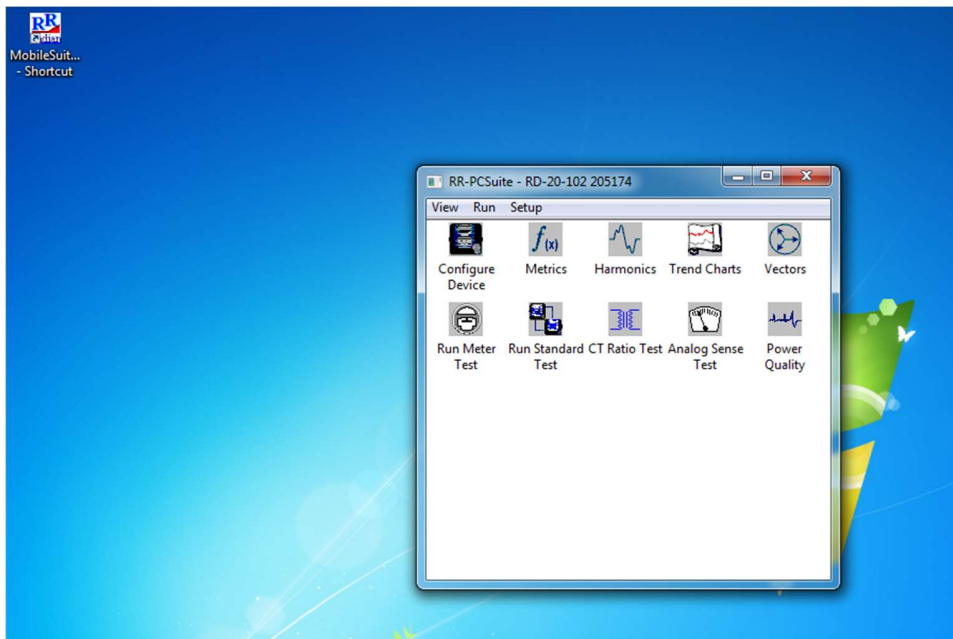 RR
MobileSuit...
- Shortcut
RR-PCSuite - RD-20-102 205174
View Run Setup
f(x)
Configure
Device
Metrics
Harmonics
Trend Charts
Vectors
Run Meter
Test
Run Standard
Test
CT Ratio Test
Analog Sense
Test
Power
Quality